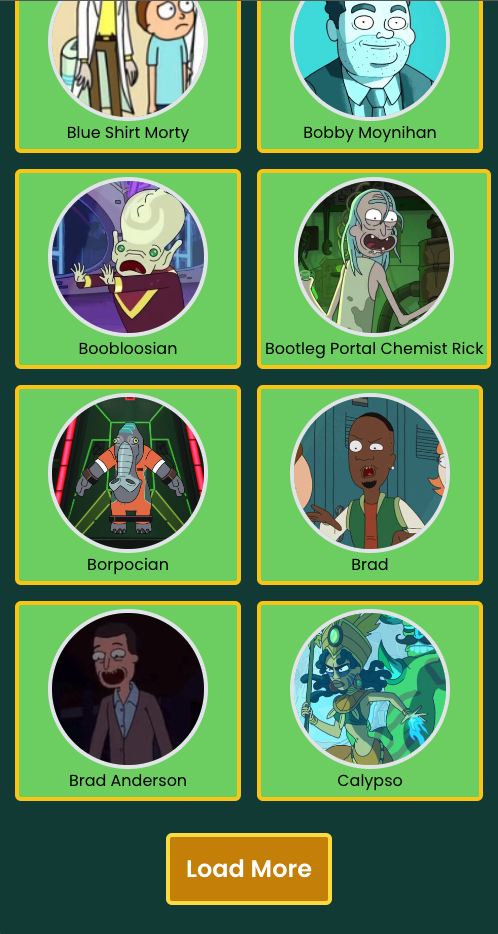 Blue Shirt Morty
Bobby Moynihan
Boobloosian
Bootleg Portal Chemist Rick
Borpocian
Brad
Brad Anderson
Calypso
Load More